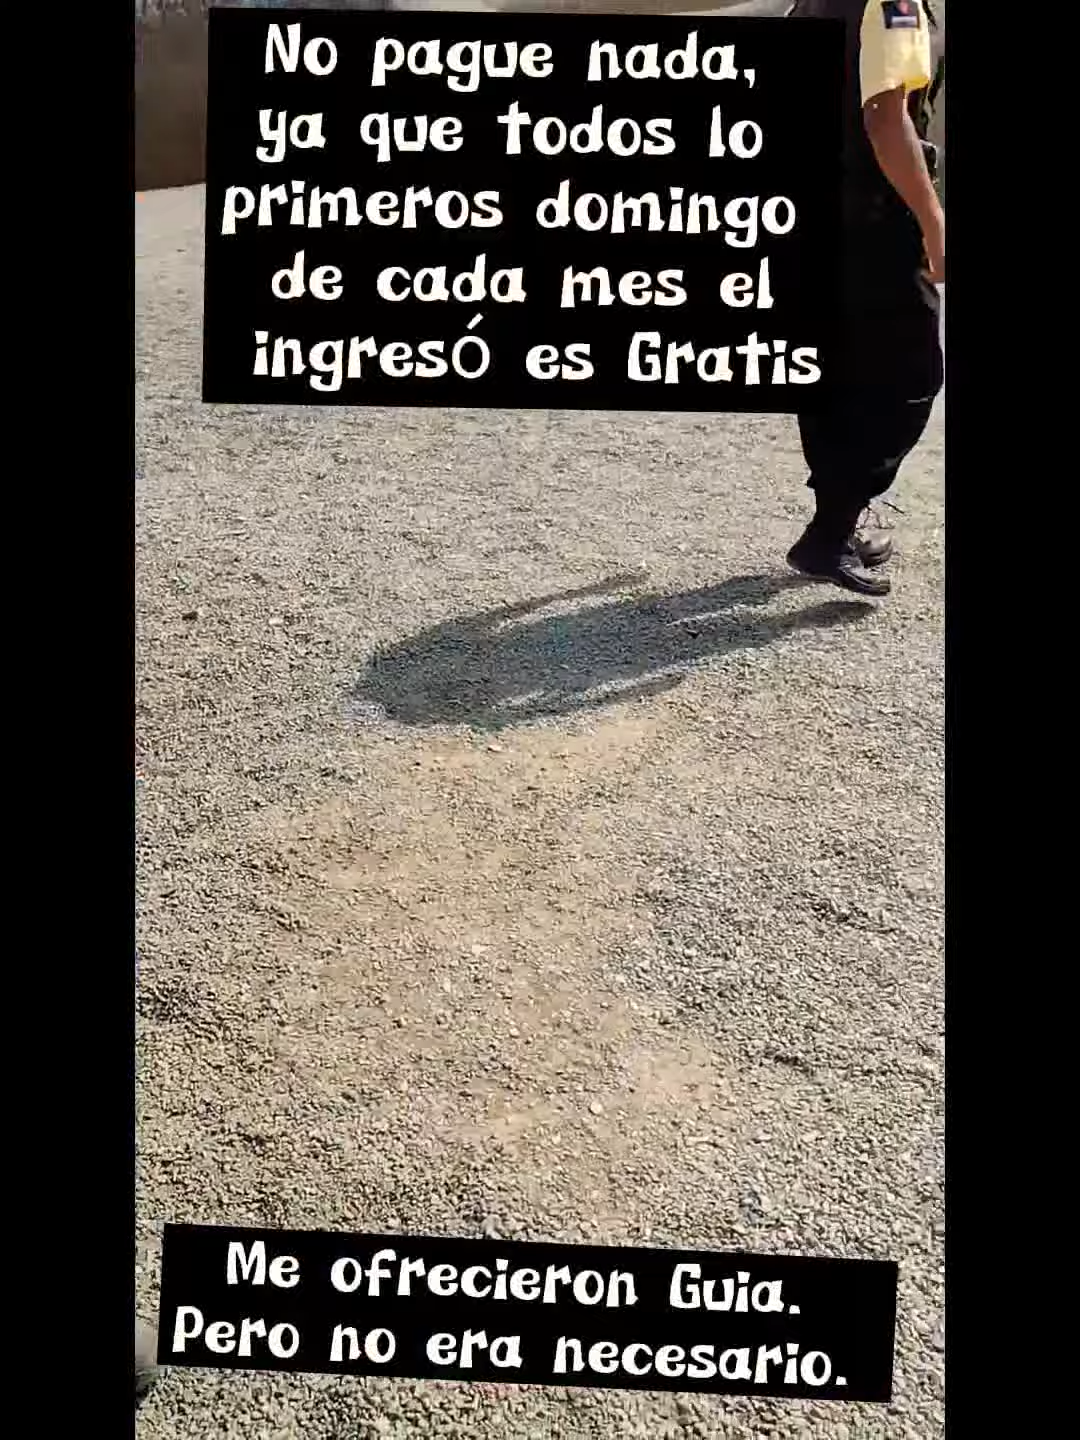 No pague nada,
ya que todos lo
primeros domingo
de cada mes el
ingresÓ es Gratis
Me ofrecieron Guia.
Pero no era necesario.